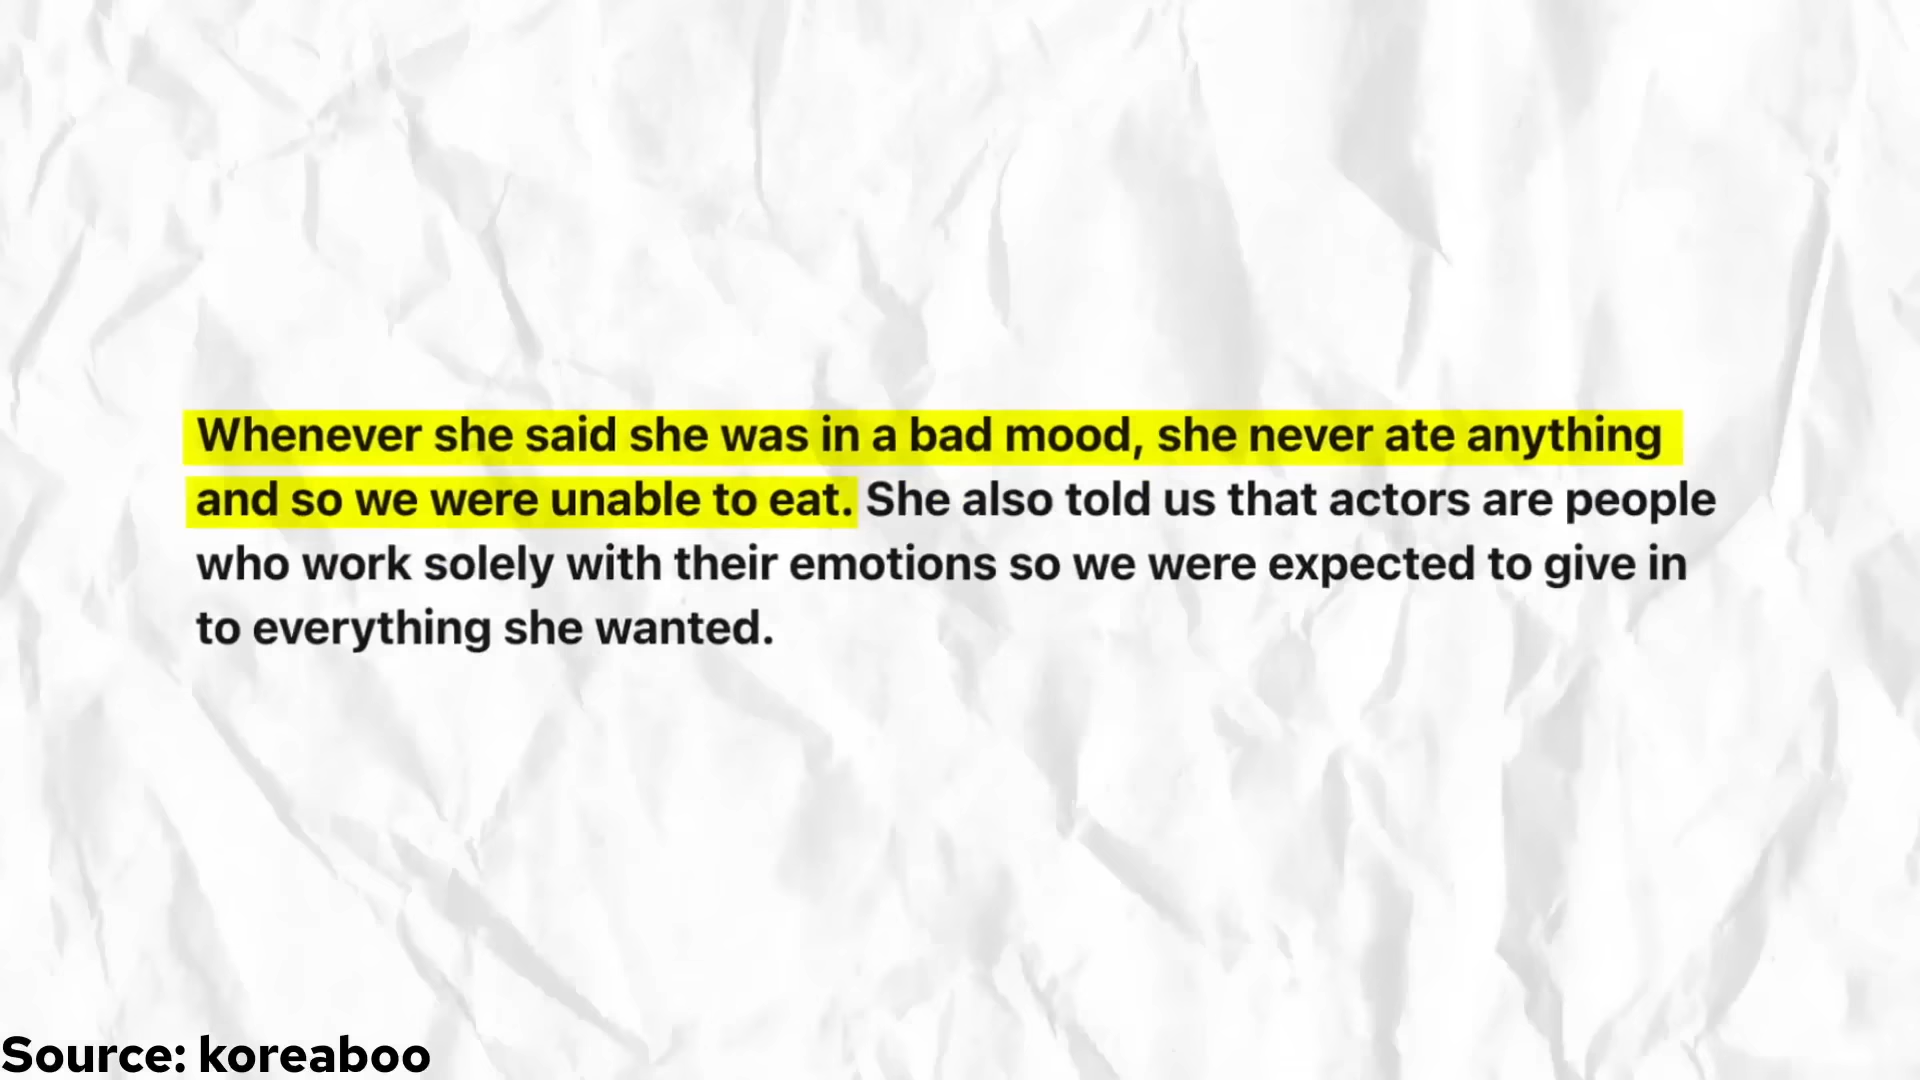 Whenever she said she was in a bad mood, she never ate anything
and so we were unable to eat. She also told us that actors are people
who work solely with their emotions so we were expected to give in
to everything she wanted.
Source: koreaboo